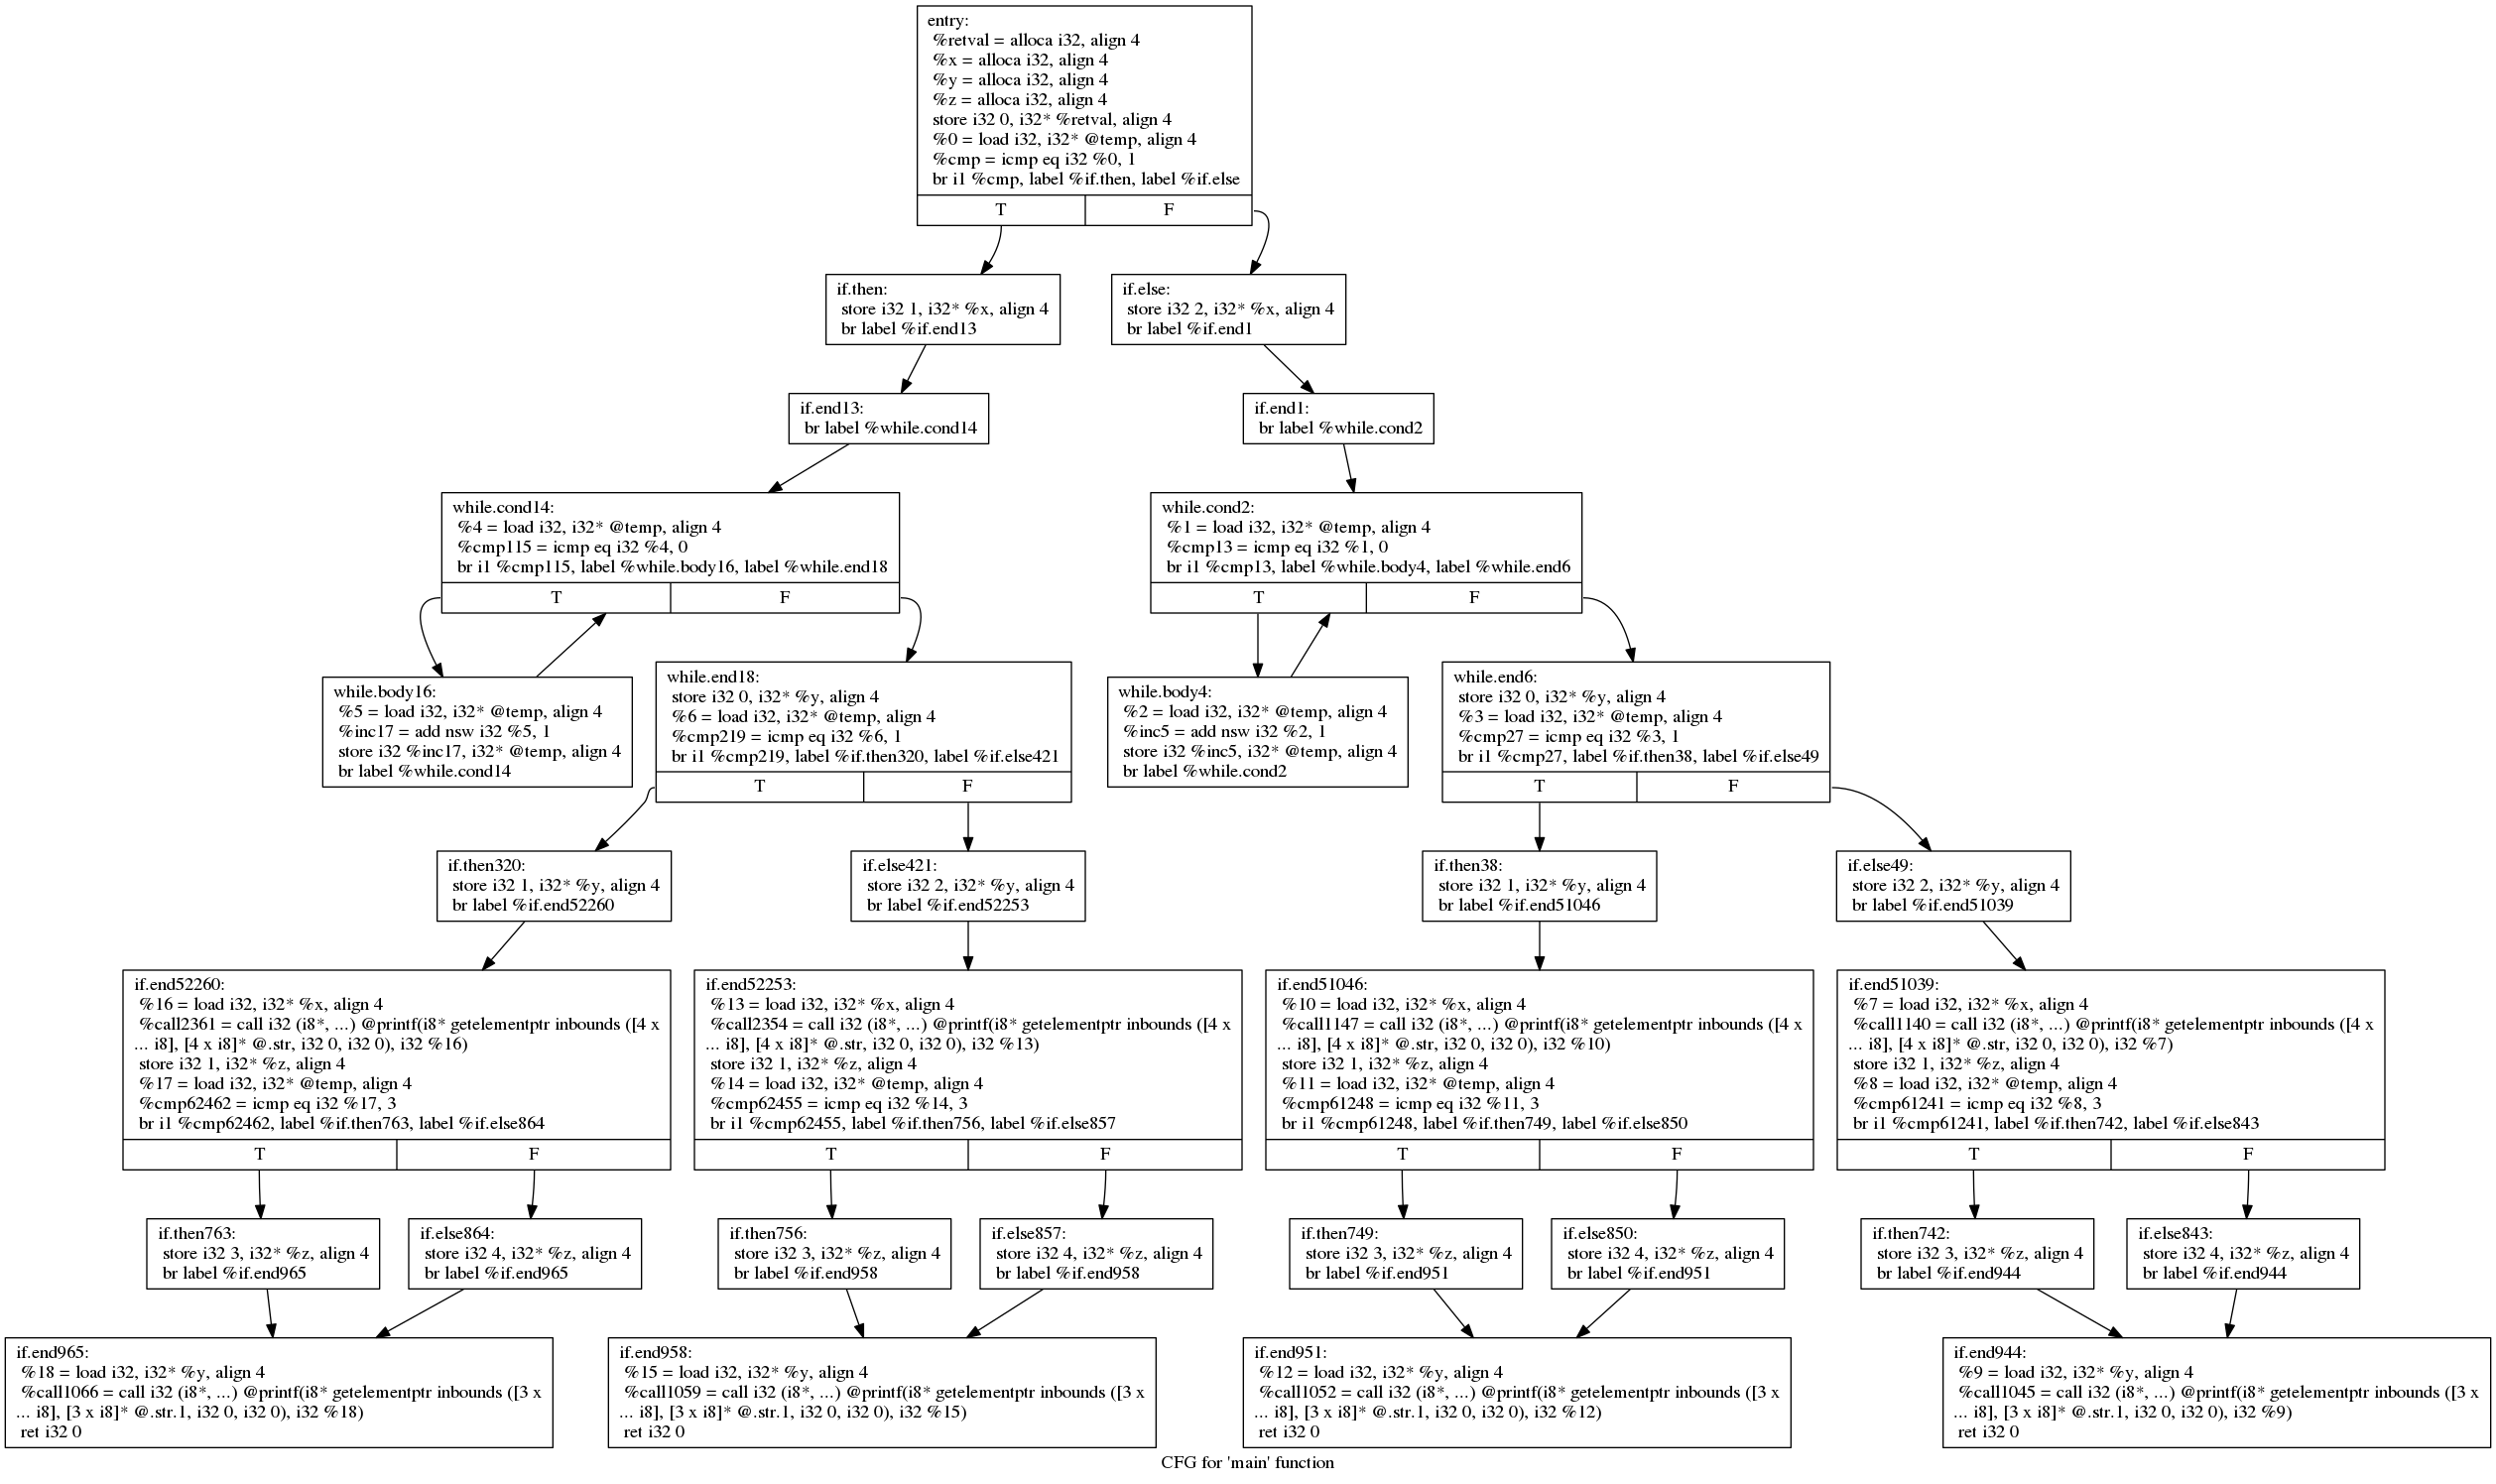 entry:
%retval = alloca i32, align 4
%x = alloca i32, align 4
%y = alloca i32, align 4
%z = alloca i32, align 4
store i32 0, i32* %retval, align 4
%0 = load i32, i32* @temp, align 4
%cmp = icmp eq i32 %0, 1
br i1 %cmp, label %if.then, label %if.else
T
F
if.then:
store i32 1, i32* %x, align 4
br label %if.end13
if.else:
store i32 2, i32* %x, align 4
br label %if.end1
if.end13:
br label %while.cond14
if.end1:
br label %while.cond2
while.cond14:
%4 = load i32, i32* @temp, align 4
%cmp115 = icmp eq i32 %4, 0
br i1 %cmp115, label %while.body16, label %while.end18
T
F
while.cond2:
%1 = load i32, i32* @temp, align 4
%cmp13 = icmp eq i32 %1, 0
br i1 %cmp13, label %while.body4, label %while.end6
T
F
while.body16:
%5 = load i32, i32* @temp, align 4
%inc17 = add nsw i32 %5, 1
store i32 %inc17, i32* @temp, align 4
br label %while.cond14
while.end18:
store i32 0, i32* %y, align 4
%6 = load i32, i32* @temp, align 4
%cmp219 = icmp eq i32 %6, 1
br i1 %cmp219, label %if.then320, label %if.else421
T
F
while.body4:
%2 = load i32, i32* @temp, align 4
%inc5 = add nsw i32 %2, 1
store i32 %inc5, i32* @temp, align 4
br label %while.cond2
while.end6:
store i32 0, i32* %y, align 4
%3 = load i32, i32* @temp, align 4
%cmp27 = icmp eq i32 %3, 1
br i1 %cmp27, label %if.then38, label %if.else49
T
F
if.then320:
store i32 1, i32* %y, align 4
br label %if.end52260
if.else421:
store i32 2, i32* %y, align 4
br label %if.end52253
if.then38:
store i32 1, i32* %y, align 4
br label %if.end51046
if.else49:
store i32 2, i32* %y, align 4
br label %if.end51039
if.end52260:
%16 = load i32, i32* %x, align 4
%call2361 = call i32 (i8*, ...) @printf(i8* getelementptr inbounds ([4 x
... i8], [4 x i8]* @.str, i32 0, i32 0), i32 %16)
store i32 1, i32* %z, align 4
%17 = load i32, i32* @temp, align 4
%cmp62462 = icmp eq i32 %17, 3
br i1 %cmp62462, label %if.then763, label %if.else864
T
F
if.end52253:
%13 = load i32, i32* %x, align 4
%call2354 = call i32 (i8*, ...) @printf(i8* getelementptr inbounds ([4 x
... i8], [4 x i8]* @.str, i32 0, i32 0), i32 %13)
store i32 1, i32* %z, align 4
%14 = load i32, i32* @temp, align 4
%cmp62455 = icmp eq i32 %14, 3
br i1 %cmp62455, label %if.then756, label %if.else857
T
F
if.end51046:
%10 = load i32, i32* %x, align 4
%call1147 = call i32 (i8*, ...) @printf(i8* getelementptr inbounds ([4 x
... i8], [4 x i8]* @.str, i32 0, i32 0), i32 %10)
store i32 1, i32* %z, align 4
%11 = load i32, i32* @temp, align 4
%cmp61248 = icmp eq i32 %11, 3
br i1 %cmp61248, label %if.then749, label %if.else850
T
F
if.end51039:
%7 = load i32, i32* %x, align 4
%call1140 = call i32 (i8*, ...) @printf(i8* getelementptr inbounds ([4 x
... i8], [4 x i8]* @.str, i32 0, i32 0), i32 %7)
store i32 1, i32* %z, align 4
%8 = load i32, i32* @temp, align 4
%cmp61241 = icmp eq i32 %8, 3
br i1 %cmp61241, label %if.then742, label %if.else843
T
F
if.then763:
store i32 3, i32* %z, align 4
br label %if.end965
if.else864:
store i32 4, i32* %z, align 4
br label %if.end965
if.then756:
store i32 3, i32* %z, align 4
br label %if.end958
if.else857:
store i32 4, i32* %z, align 4
br label %if.end958
if.then749:
store i32 3, i32* %z, align 4
br label %if.end951
if.else850:
store i32 4, i32* %z, align 4
br label %if.end951
if.then742:
store i32 3, i32* %z, align 4
br label %if.end944
if.else843:
store i32 4, i32* %z, align 4
br label %if.end944
if.end965:
%18 = load i32, i32* %y, align 4
%call1066 = call i32 (i8*, ...) @printf(i8* getelementptr inbounds ([3 x
... i8], [3 x i8]* @.str.1, i32 0, i32 0), i32 %18)
ret i32 0
if.end958:
%15 = load i32, i32* %y, align 4
%call1059 = call i32 (i8*, ...) @printf(i8* getelementptr inbounds ([3 x
... i8], [3 x i8]* @.str.1, i32 0, i32 0), i32 %15)
ret i32 0
if.end951:
%12 = load i32, i32* %y, align 4
%call1052 = call i32 (i8*, ...) @printf(i8* getelementptr inbounds ([3 x
... i8], [3 x i8]* @.str.1, i32 0, i32 0), i32 %12)
ret i32 0
if.end944:
%9 = load i32, i32* %y, align 4
%call1045 = call i32 (i8*, ...) @printf(i8* getelementptr inbounds ([3 x
... i8], [3 x i8]* @.str.1, i32 0, i32 0), i32 %9)
ret i32 0
CFG for 'main' function